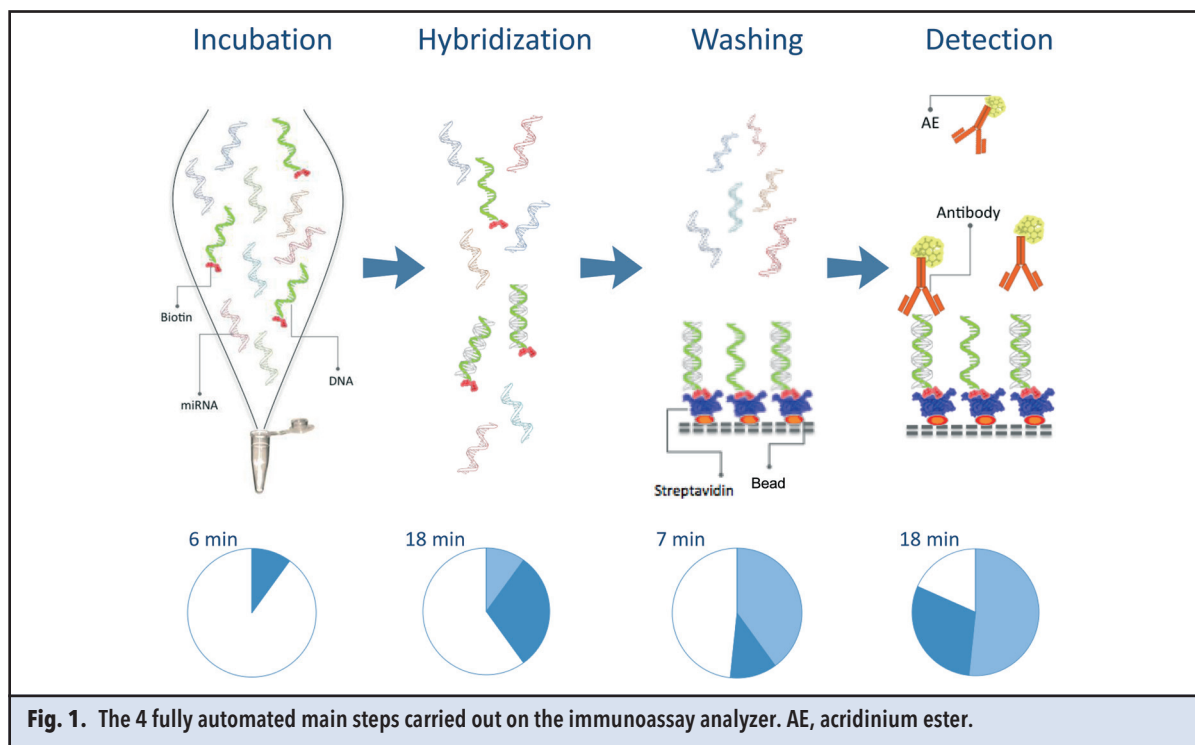 Incubation
Hybridization
Washing
Detection
AE
Antibody
Biotin
DNA
miRNA
Streptavidin
Bead
6 min
18 min
7 min
18 min
Fig. 1. The 4 fully automated main steps carried out on the immunoassay analyzer. AE, acridinium ester.